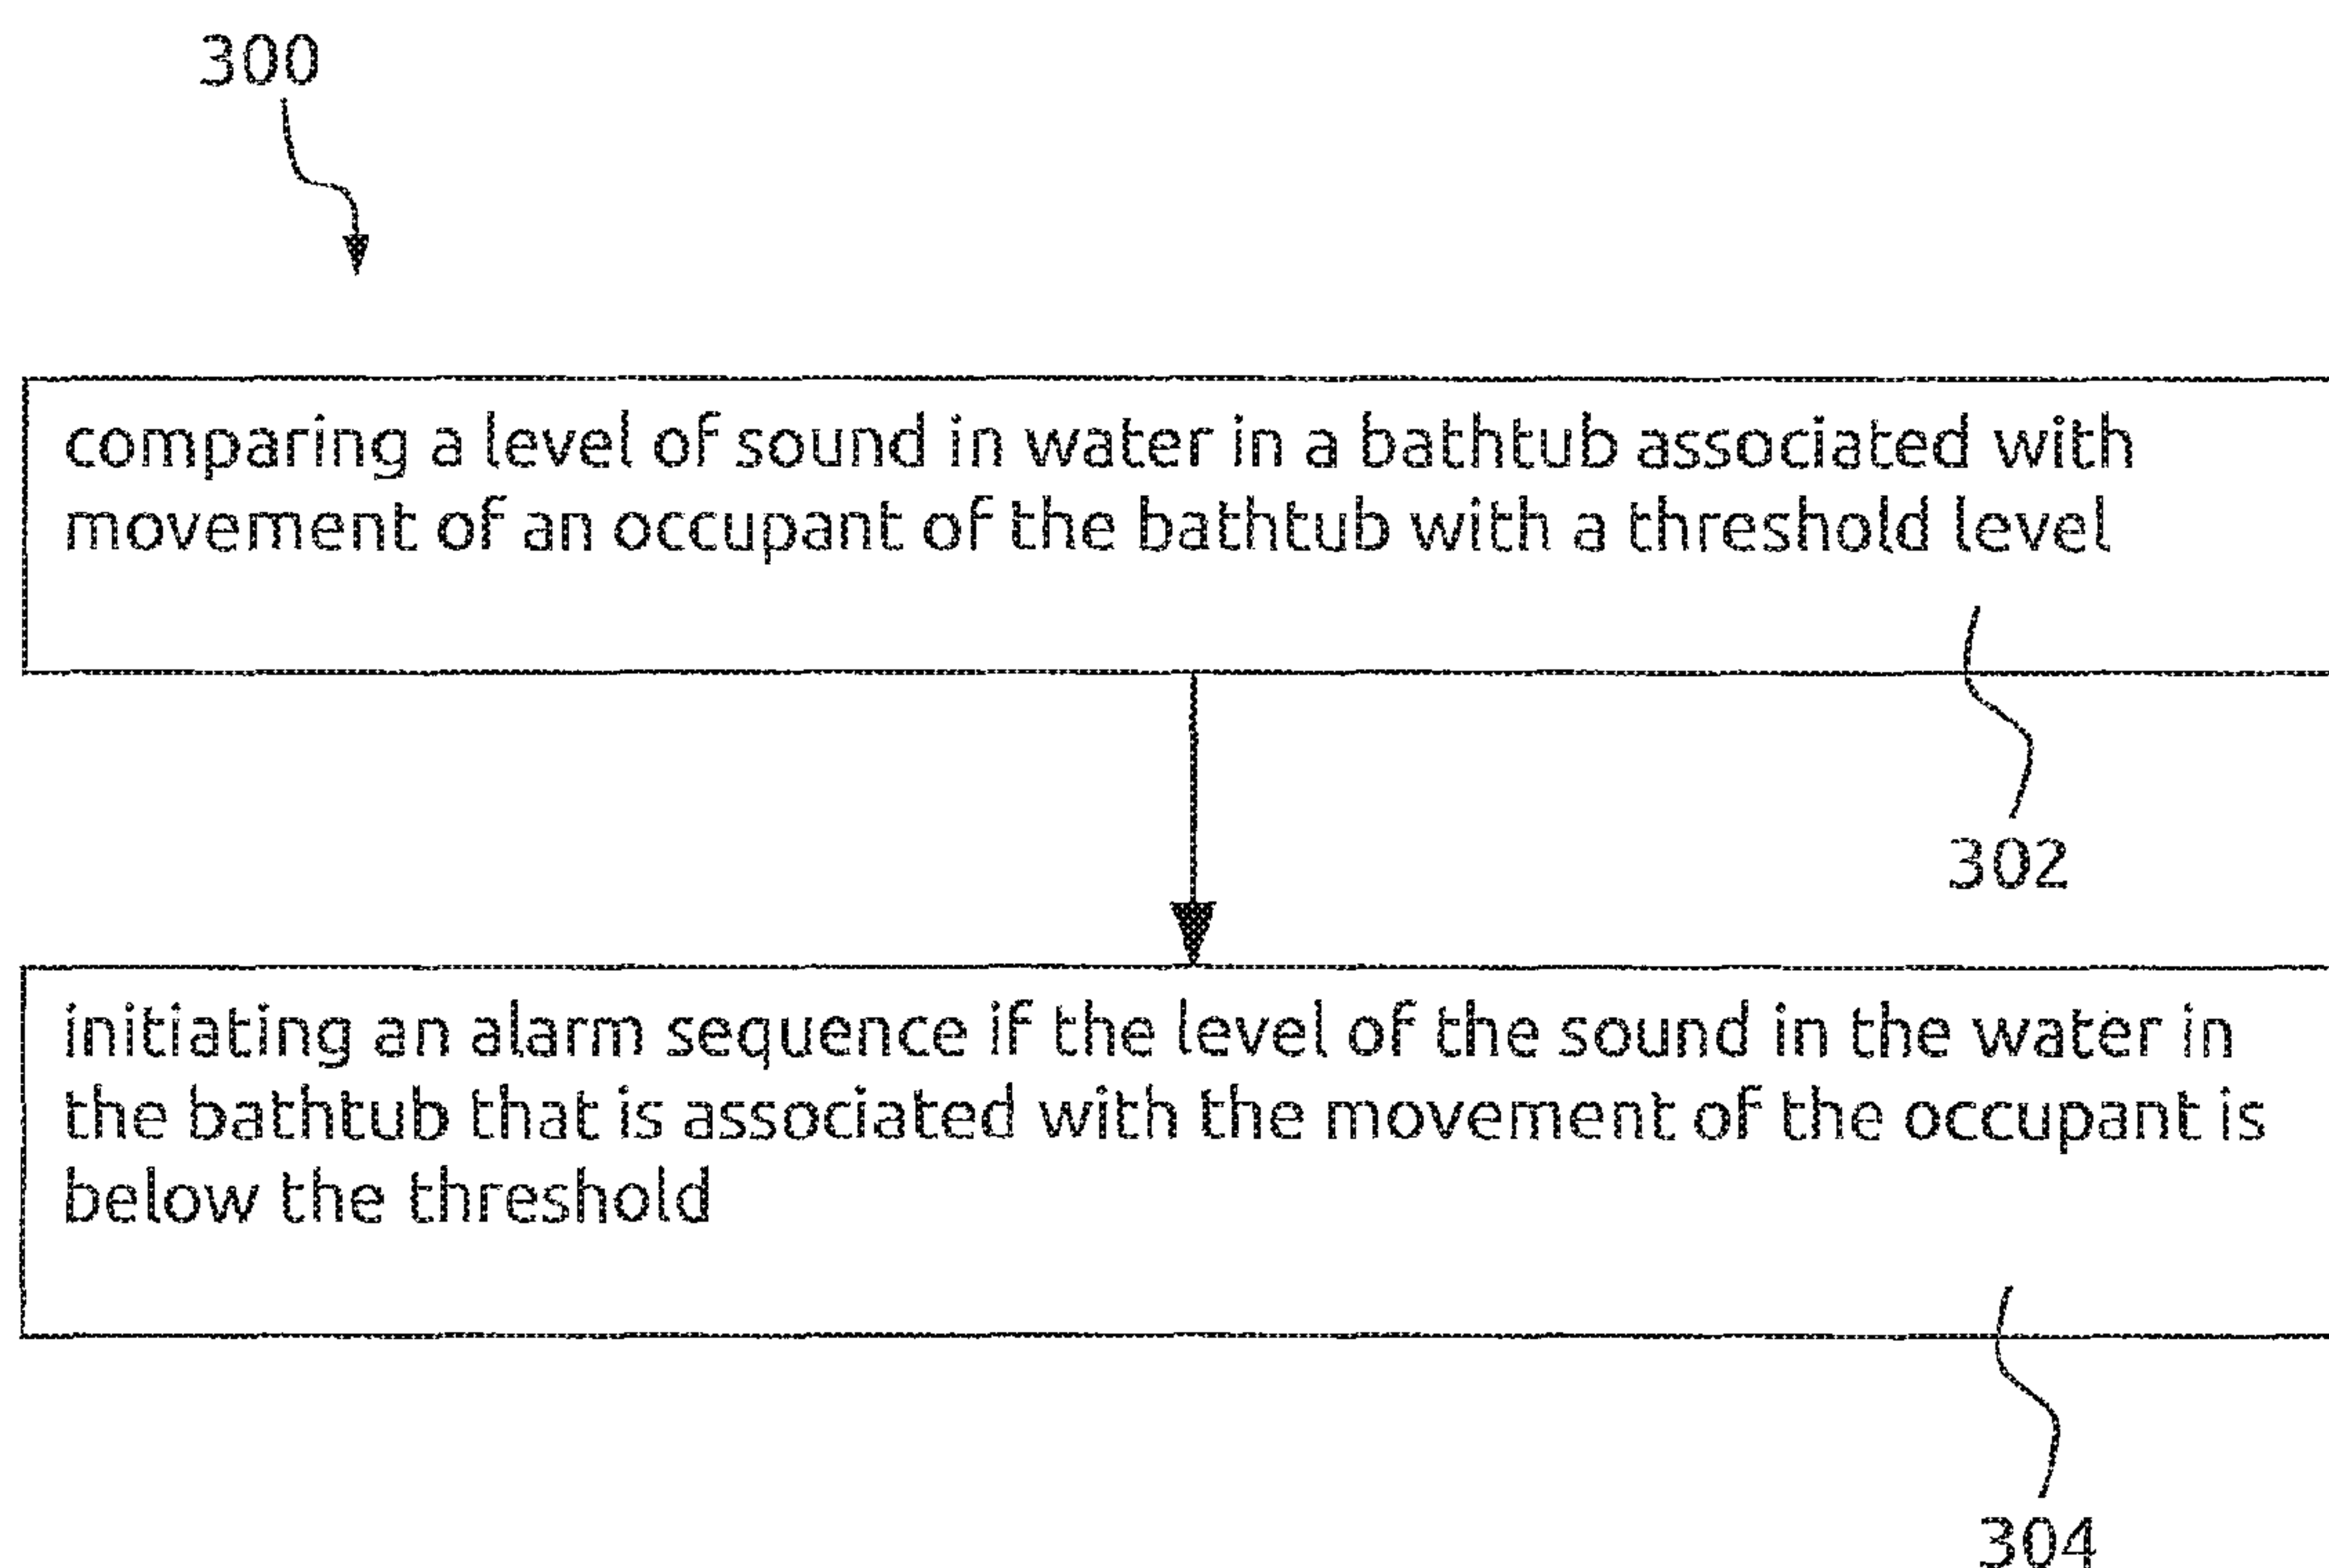 300
comparing a level of sound in water in a bathtub associated with
movement of an occupant of the bathtub with a threshold level
302
initiating an alarm sequence if the level of the sound in the water in
the bathtub that is associated with the movement of the occupant is
below the threshold
304